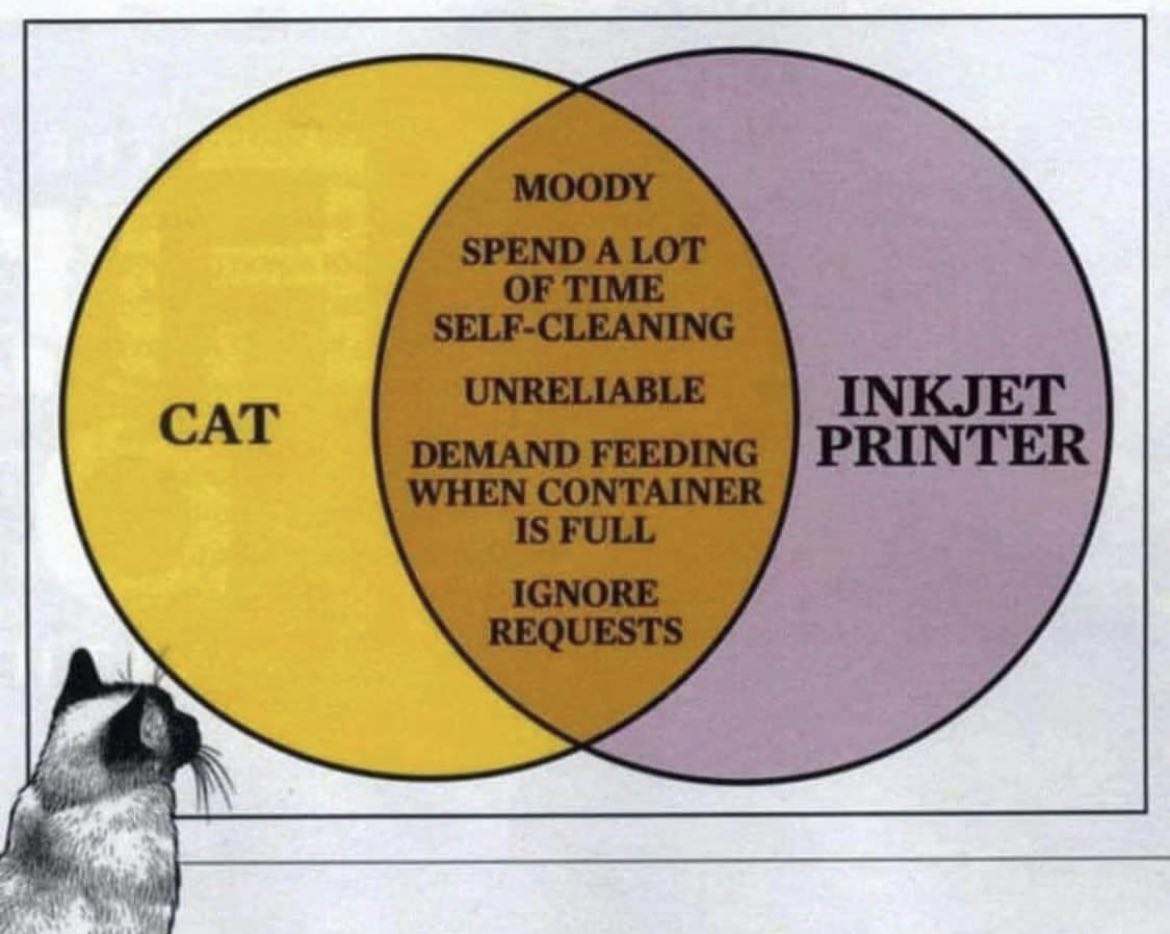 CAT
MOODY
SPEND A LOT
OF TIME
SELF-CLEANING
UNRELIABLE
DEMAND FEEDING
WHEN CONTAINER
IS FULL
IGNORE
REQUESTS
INKJET
PRINTER